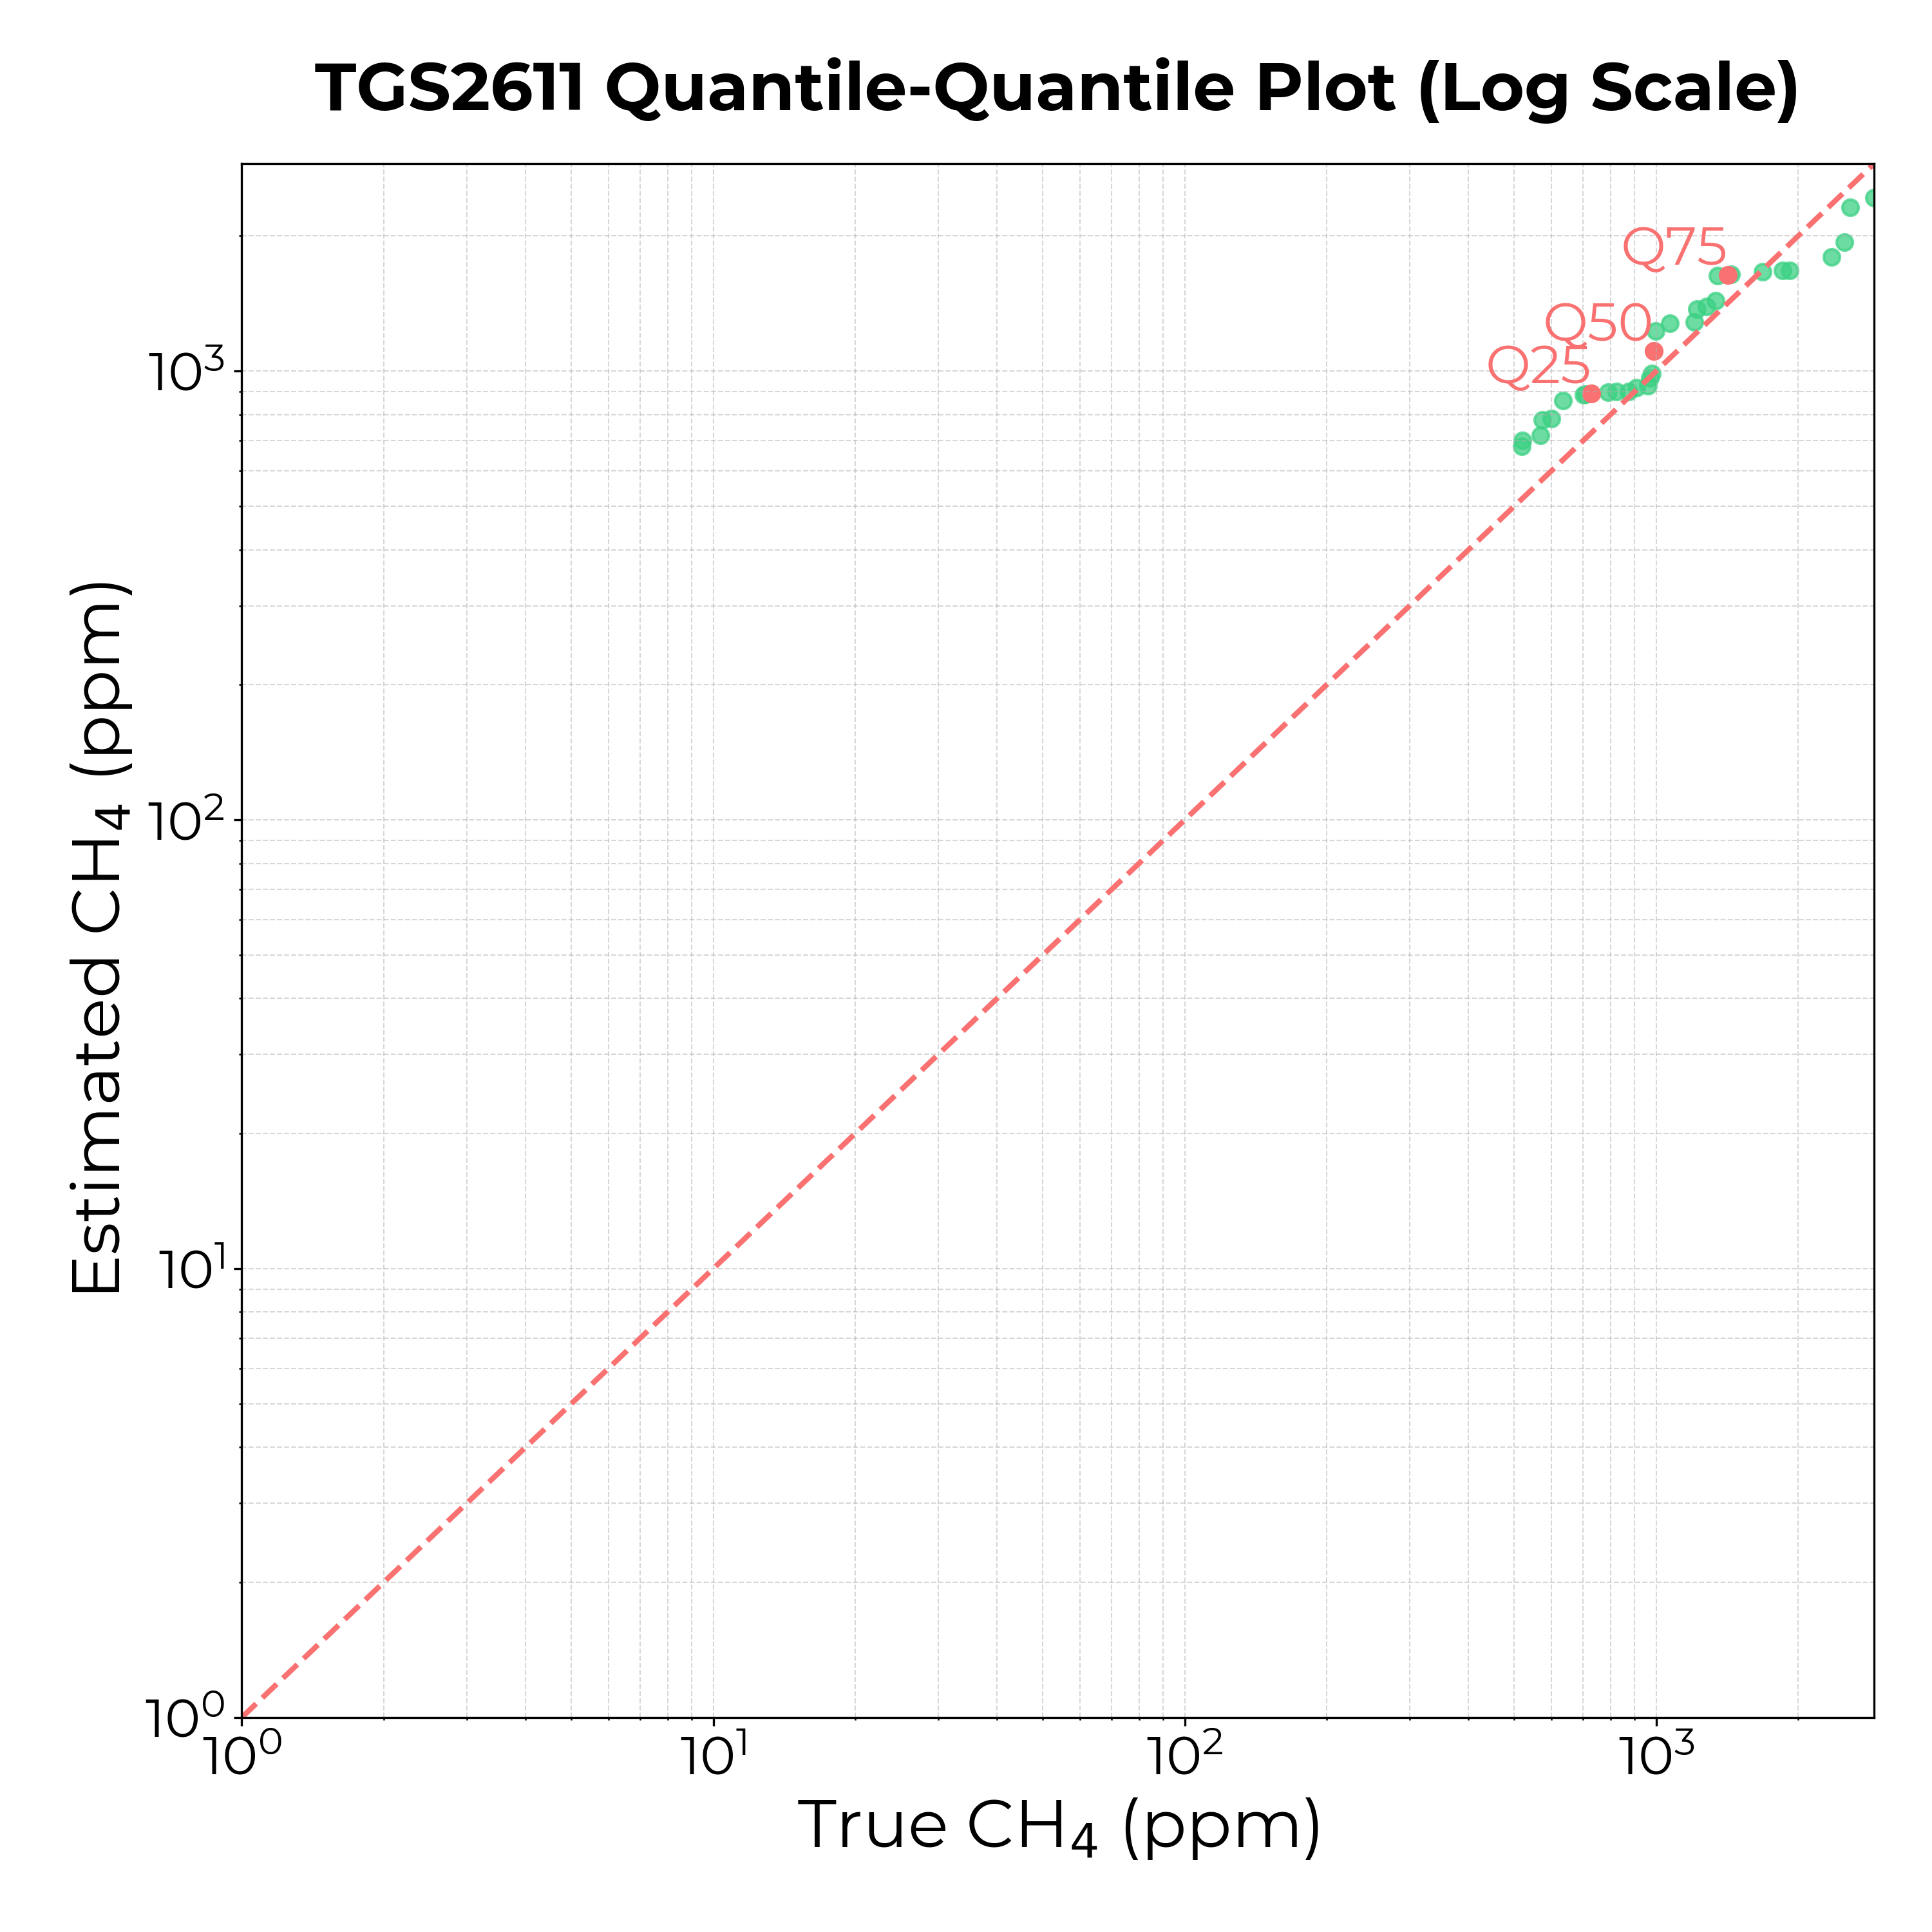 TGS2611 Quantile-Quantile Plot (Log Scale)
Estimated CH₄ (ppm)
10³
10²
10¹
10⁰
Q75
Q50
Q25
10⁰ 10¹ 10² 10³
True CH₄ (ppm)